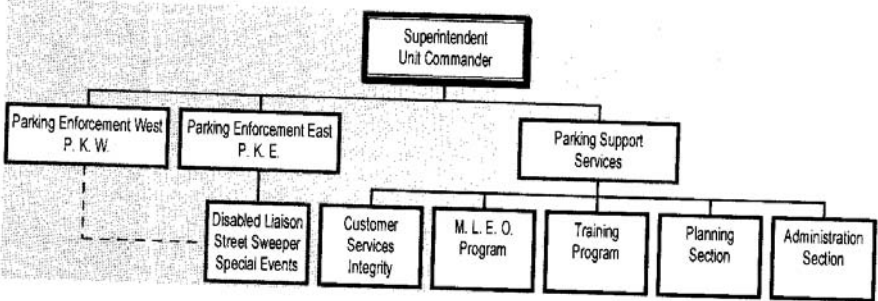 Superintendent
Unit Commander
Parking Enforcement West
P. K. W.
Parking Enforcement East
P. K. E.
Parking Support
Services
Disabled Liaison
Street Sweeper
Special Events
Customer
Services
Integrity
M. L. E. O.
Program
Training
Program
Planning
Section
Administration
Section